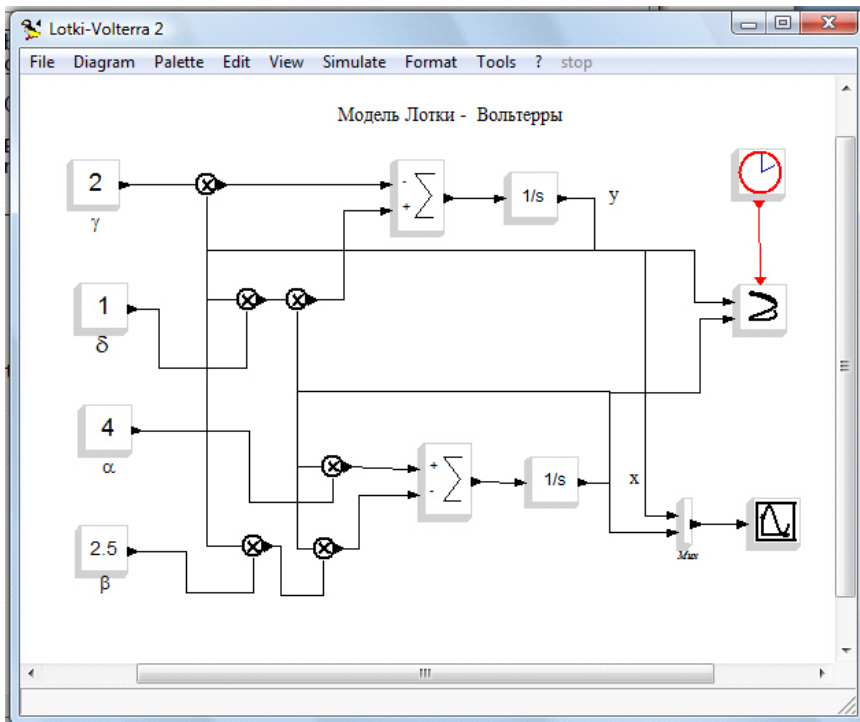 Lotki-Volterra 2
File Diagram Palette Edit View Simulate Format Tools ? stop
Модель Лотки - Вольтерры
2
γ
-
+
1/s
y
1
δ
4
α
+
-
1/s
x
2.5
β
Mux